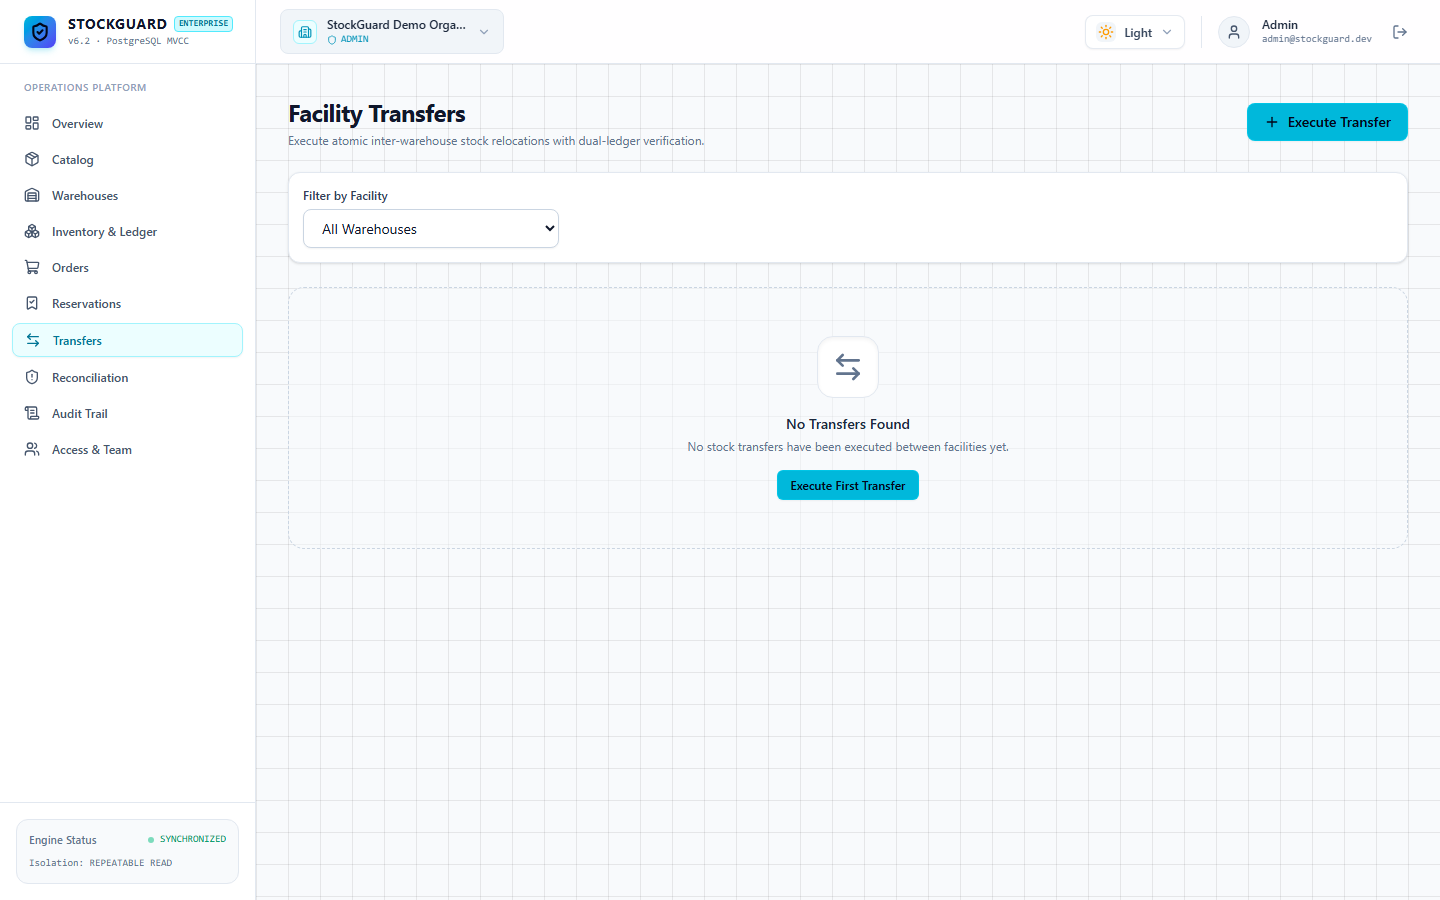 STOCKGUARD ENTERPRISE
v6.2 · PostgreSQL MVCC
StockGuard Demo Orga...
ADMIN
Light
Admin
admin@stockguard.dev
OPERATIONS PLATFORM
Overview
Catalog
Warehouses
Inventory & Ledger
Orders
Reservations
Transfers
Reconciliation
Audit Trail
Access & Team
Engine Status
SYNCHRONIZED
Isolation: REPEATABLE READ
Facility Transfers
Execute atomic inter-warehouse stock relocations with dual-ledger verification.
Execute Transfer
Filter by Facility
All Warehouses
No Transfers Found
No stock transfers have been executed between facilities yet.
Execute First Transfer